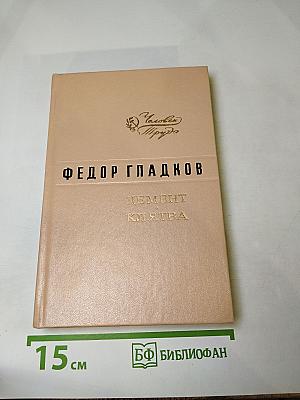 Человек
Труда
ФЕДОР ГЛАДКОВ
ЦЕМЕНТ
КЛЯТВА
15 см
БФ БИБЛИОФАН